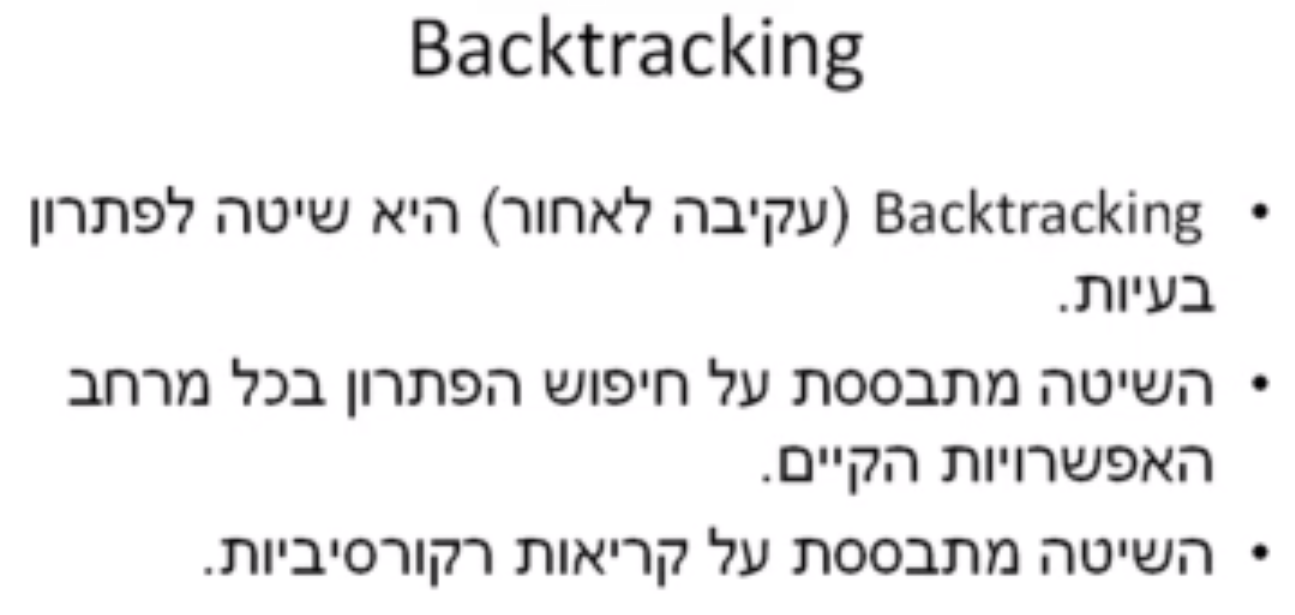 Backtracking
• Backtracking (עקיבה לאחור) היא שיטה לפתרון
בעיות.
• השיטה מתבססת על חיפוש הפתרון בכל מרחב
האפשרויות הקיים.
• השיטה מתבססת על קריאות רקורסיביות.